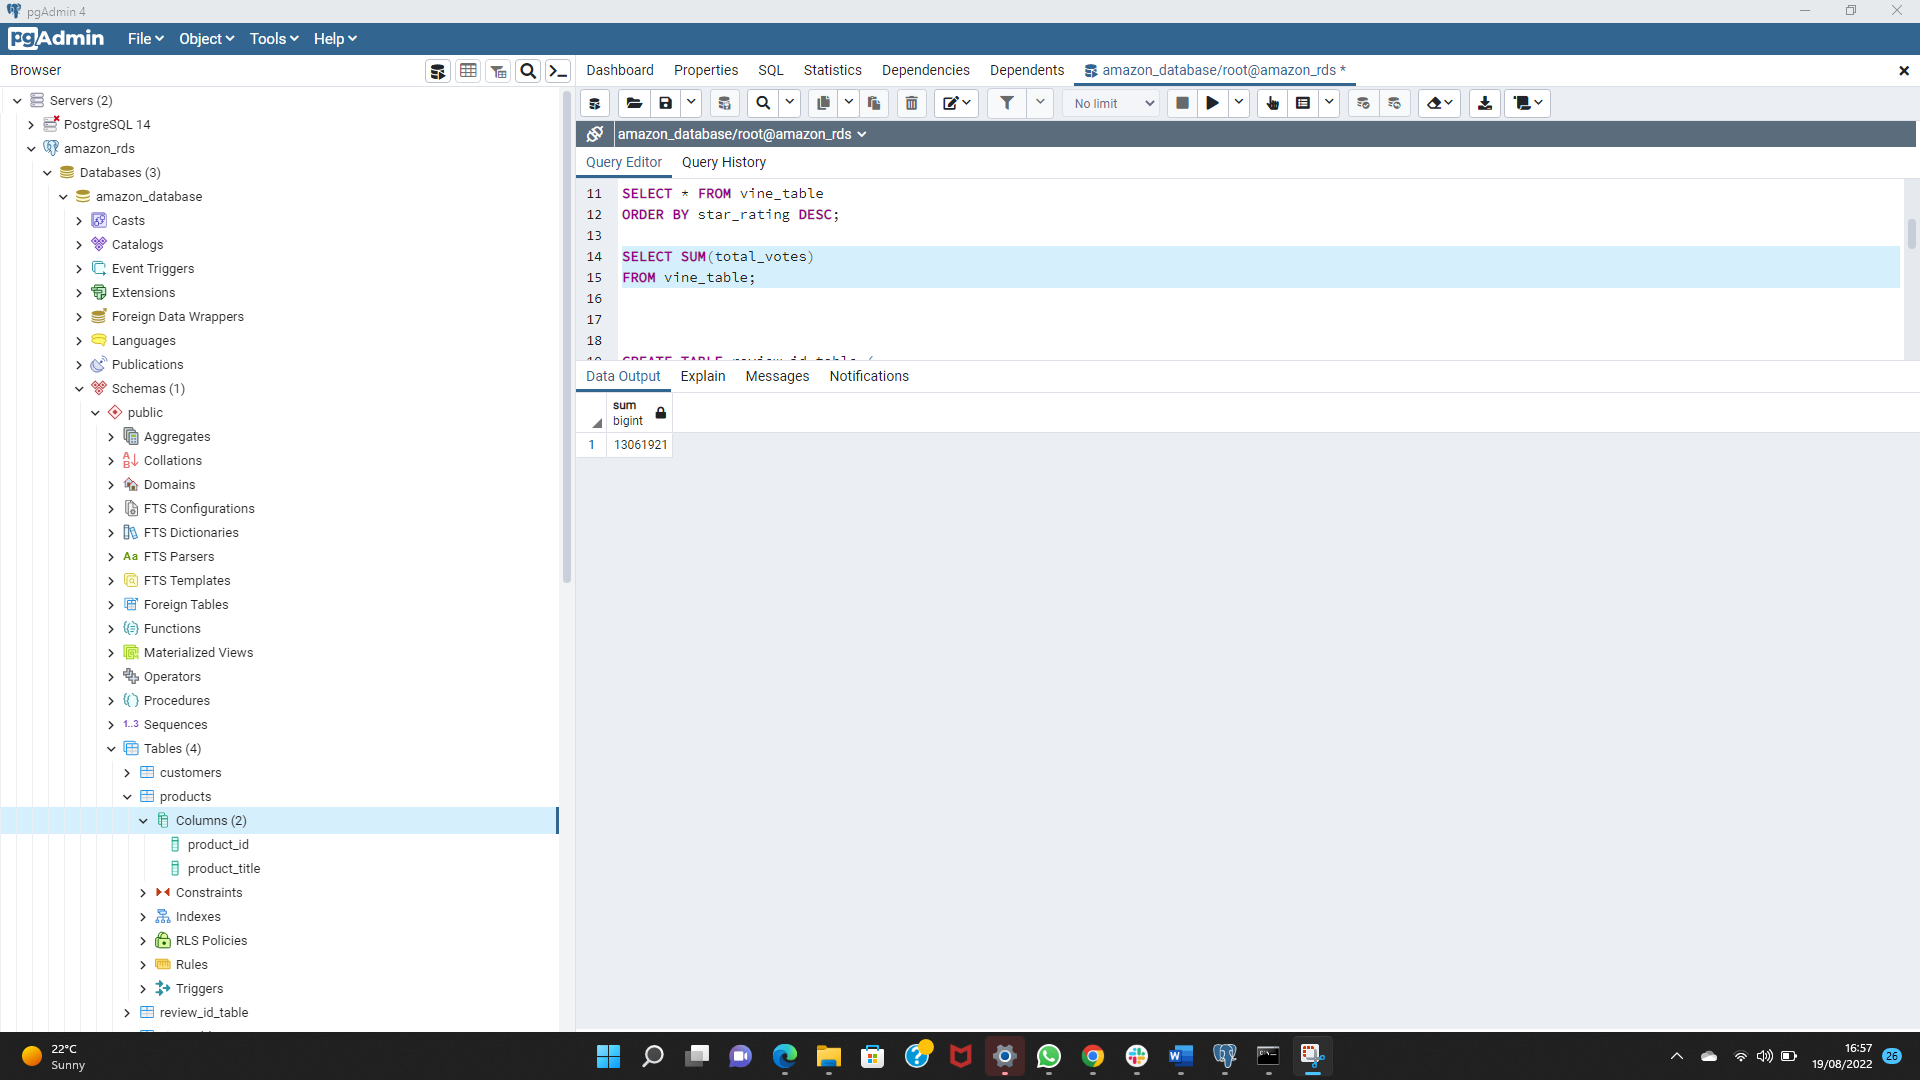 pgAdmin 4
pgAdmin File Object Tools Help
Browser
Dashboard Properties SQL Statistics Dependencies Dependents amazon_database/root@amazon_rds *
No limit
amazon_database/root@amazon_rds
Query Editor Query History
11 SELECT * FROM vine_table
12 ORDER BY star_rating DESC;
13
14 SELECT SUM(total_votes)
15 FROM vine_table;
16
17
18
19 CREATE TABLE review_id_table (
Data Output Explain Messages Notifications
sum
bigint
1 13061921
Servers (2)
PostgreSQL 14
amazon_rds
Databases (3)
amazon_database
Casts
Catalogs
Event Triggers
Extensions
Foreign Data Wrappers
Languages
Publications
Schemas (1)
public
Aggregates
Collations
Domains
FTS Configurations
FTS Dictionaries
Aa FTS Parsers
FTS Templates
Foreign Tables
Functions
Materialized Views
Operators
Procedures
1..3 Sequences
Tables (4)
customers
products
Columns (2)
product_id
product_title
Constraints
Indexes
RLS Policies
Rules
Triggers
review_id_table
22°C
Sunny
16:57
19/08/2022
26